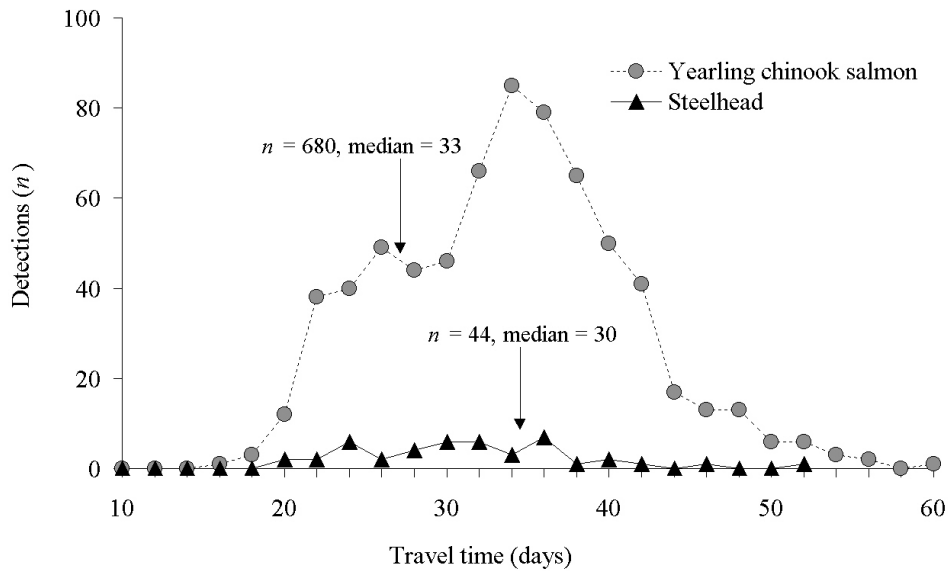 100
80
60
40
20
0
Detections (n)
Yearling chinook salmon
Steelhead
n = 680, median = 33
n = 44, median = 30
10 20 30 40 50 60
Travel time (days)